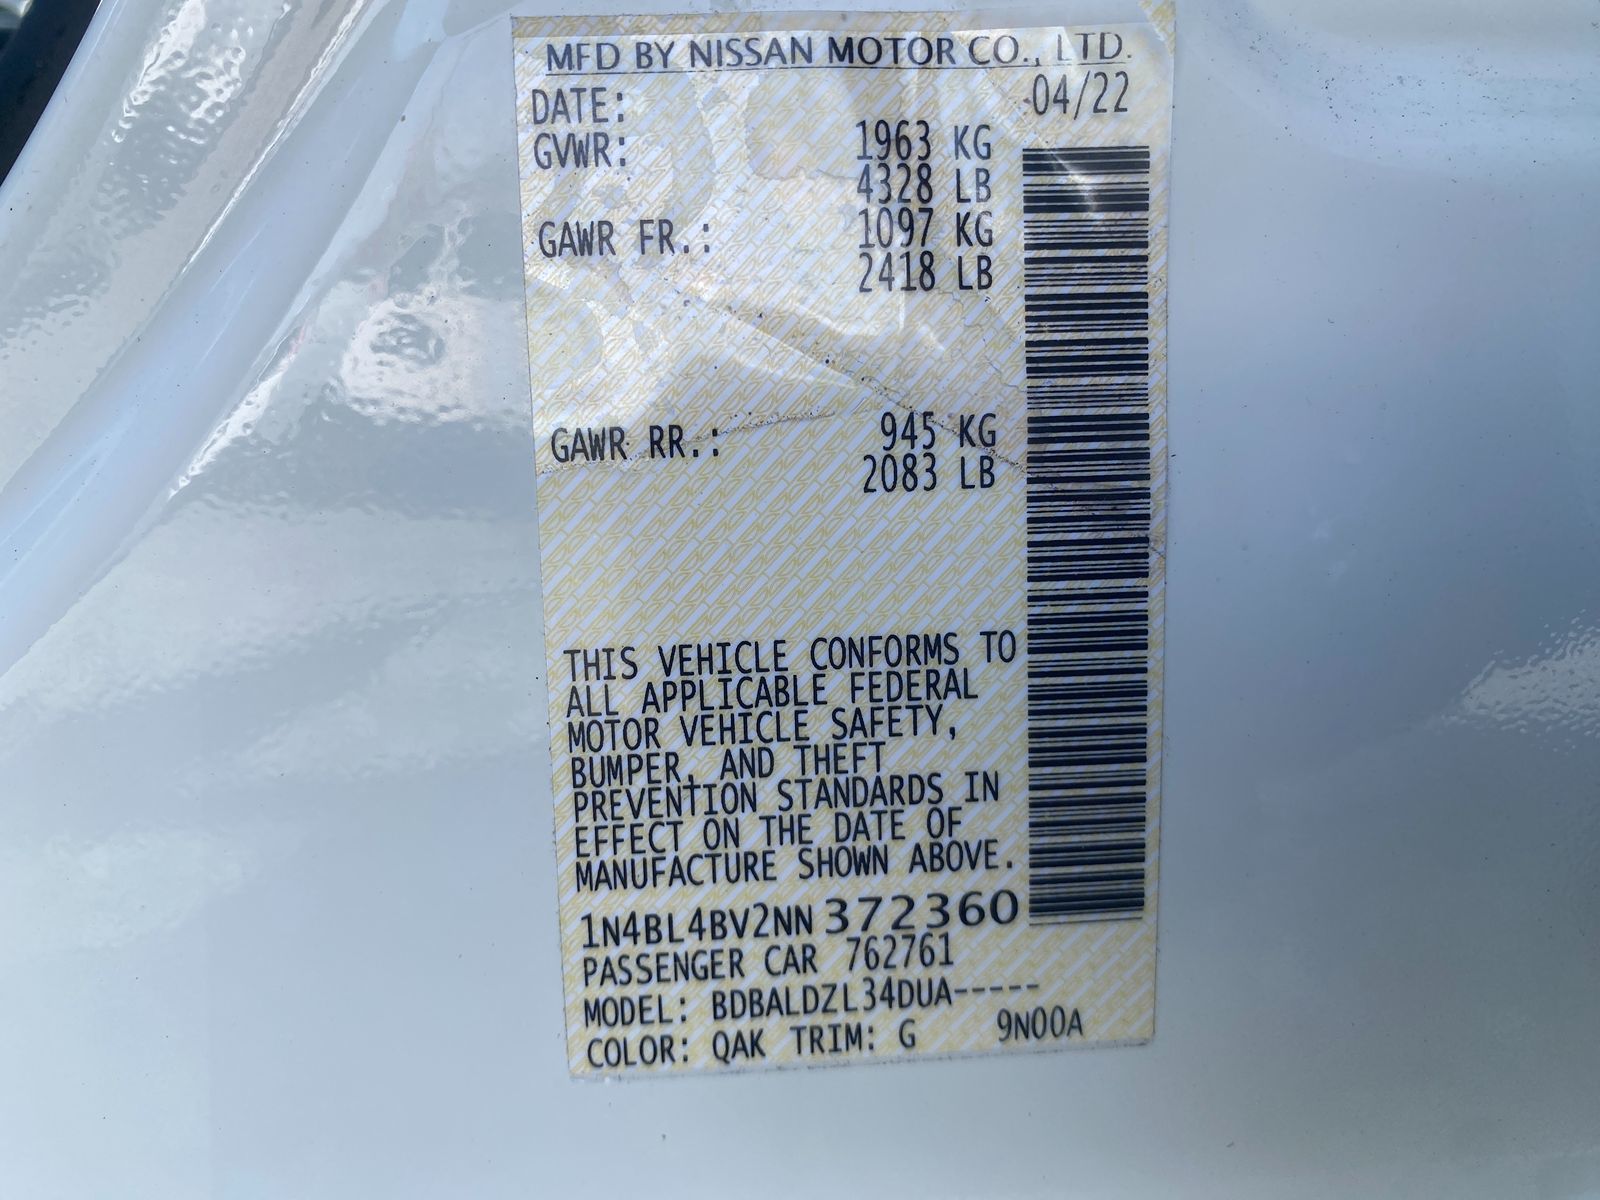 MFD BY NISSAN MOTOR CO., LTD.
DATE: 04/22
GVWR: 1963 KG
4328 LB
GAWR FR.: 1097 KG
2418 LB
GAWR RR.: 945 KG
2083 LB
THIS VEHICLE CONFORMS TO
ALL APPLICABLE FEDERAL
MOTOR VEHICLE SAFETY,
BUMPER, AND THEFT
PREVENTION STANDARDS IN
EFFECT ON THE DATE OF
MANUFACTURE SHOWN ABOVE.
1N4BL4BV2NN372360
PASSENGER CAR 762761
MODEL: BDBALDZL34DUA-----
COLOR: QAK TRIM: G 9N00A